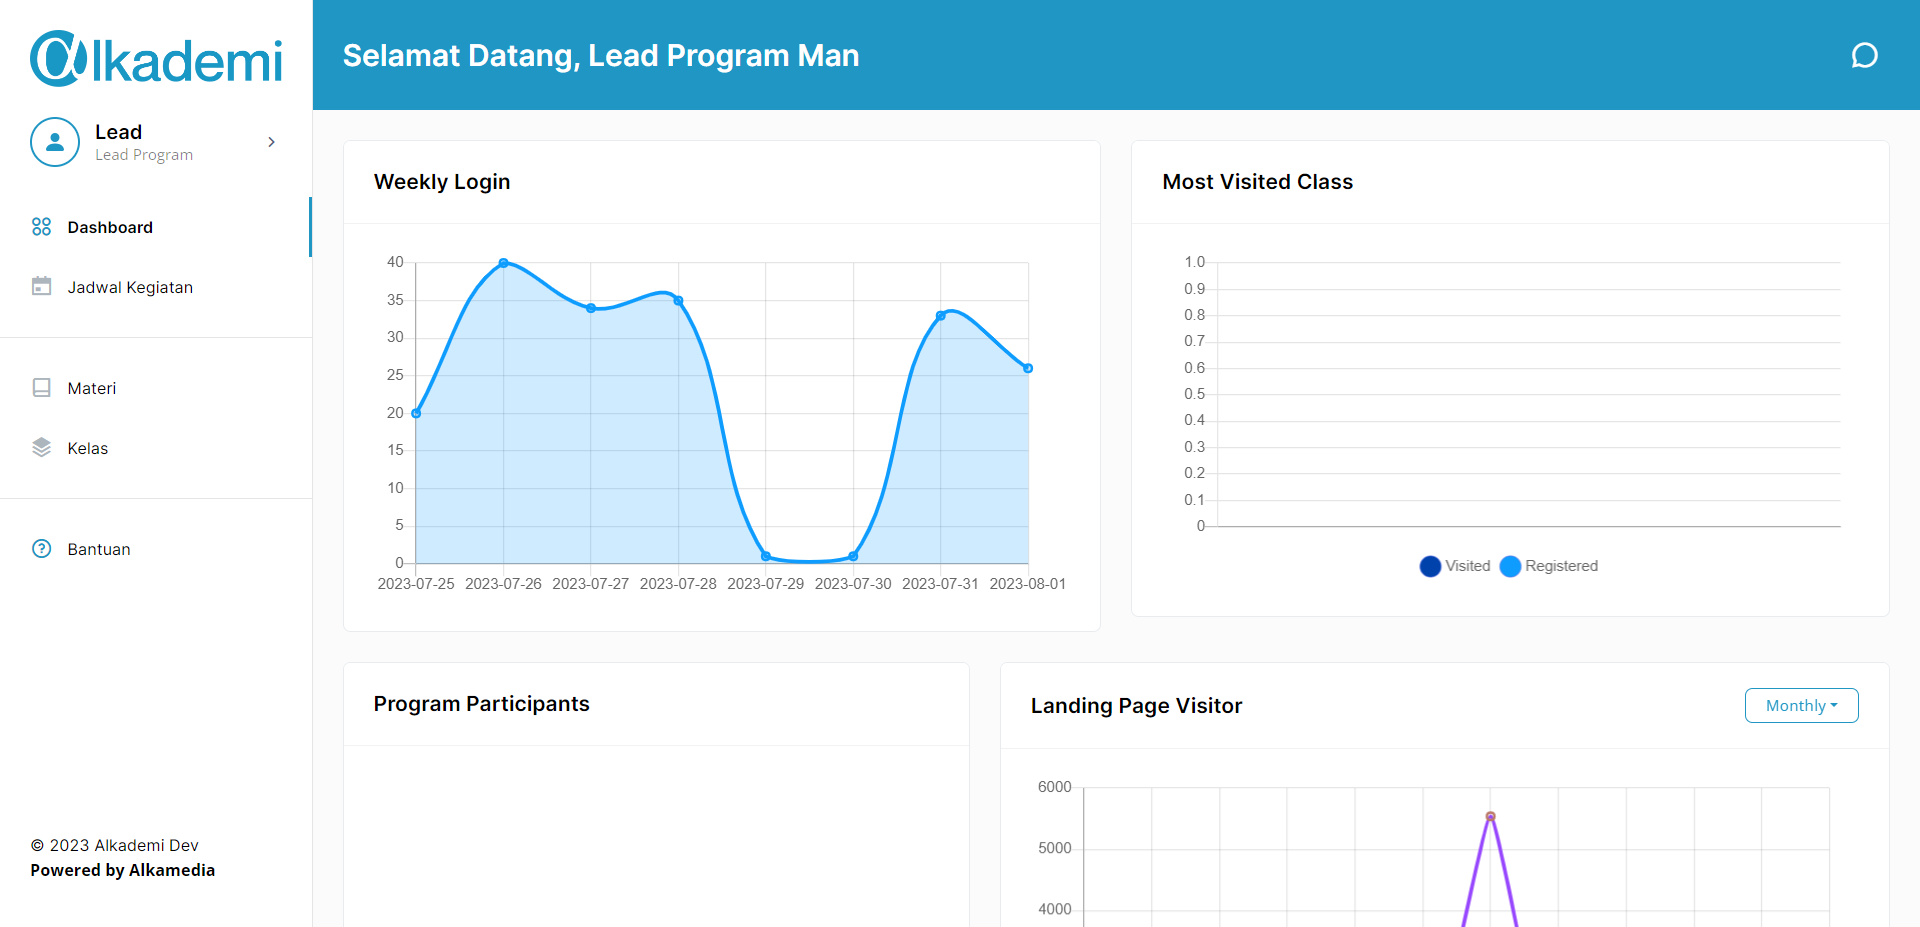 αlkademi
Lead
Lead Program
Dashboard
Jadwal Kegiatan
Materi
Kelas
Bantuan
© 2023 Alkademi Dev
Powered by Alkamedia
Selamat Datang, Lead Program Man
Weekly Login
40
35
30
25
20
15
10
5
0
2023-07-25 2023-07-26 2023-07-27 2023-07-28 2023-07-29 2023-07-30 2023-07-31 2023-08-01
Most Visited Class
1.0
0.9
0.8
0.7
0.6
0.5
0.4
0.3
0.2
0.1
0
Visited Registered
Program Participants
Landing Page Visitor
Monthly
6000
5000
4000